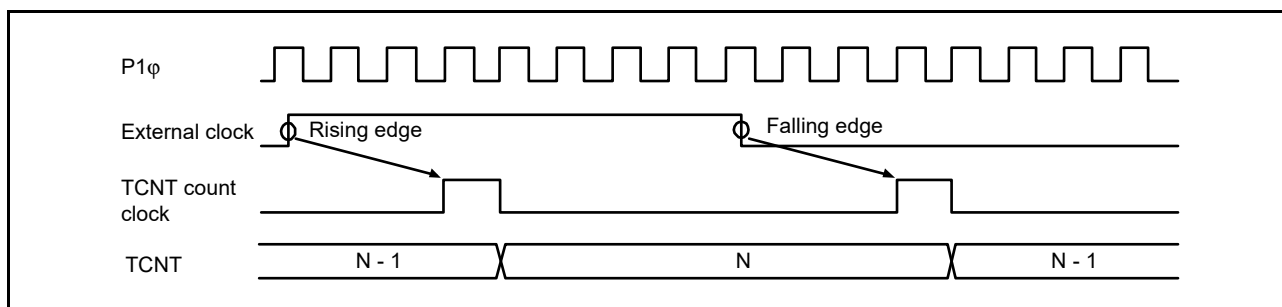 P1φ
External clock
Rising edge
Falling edge
TCNT count
clock
TCNT
N - 1
N
N - 1